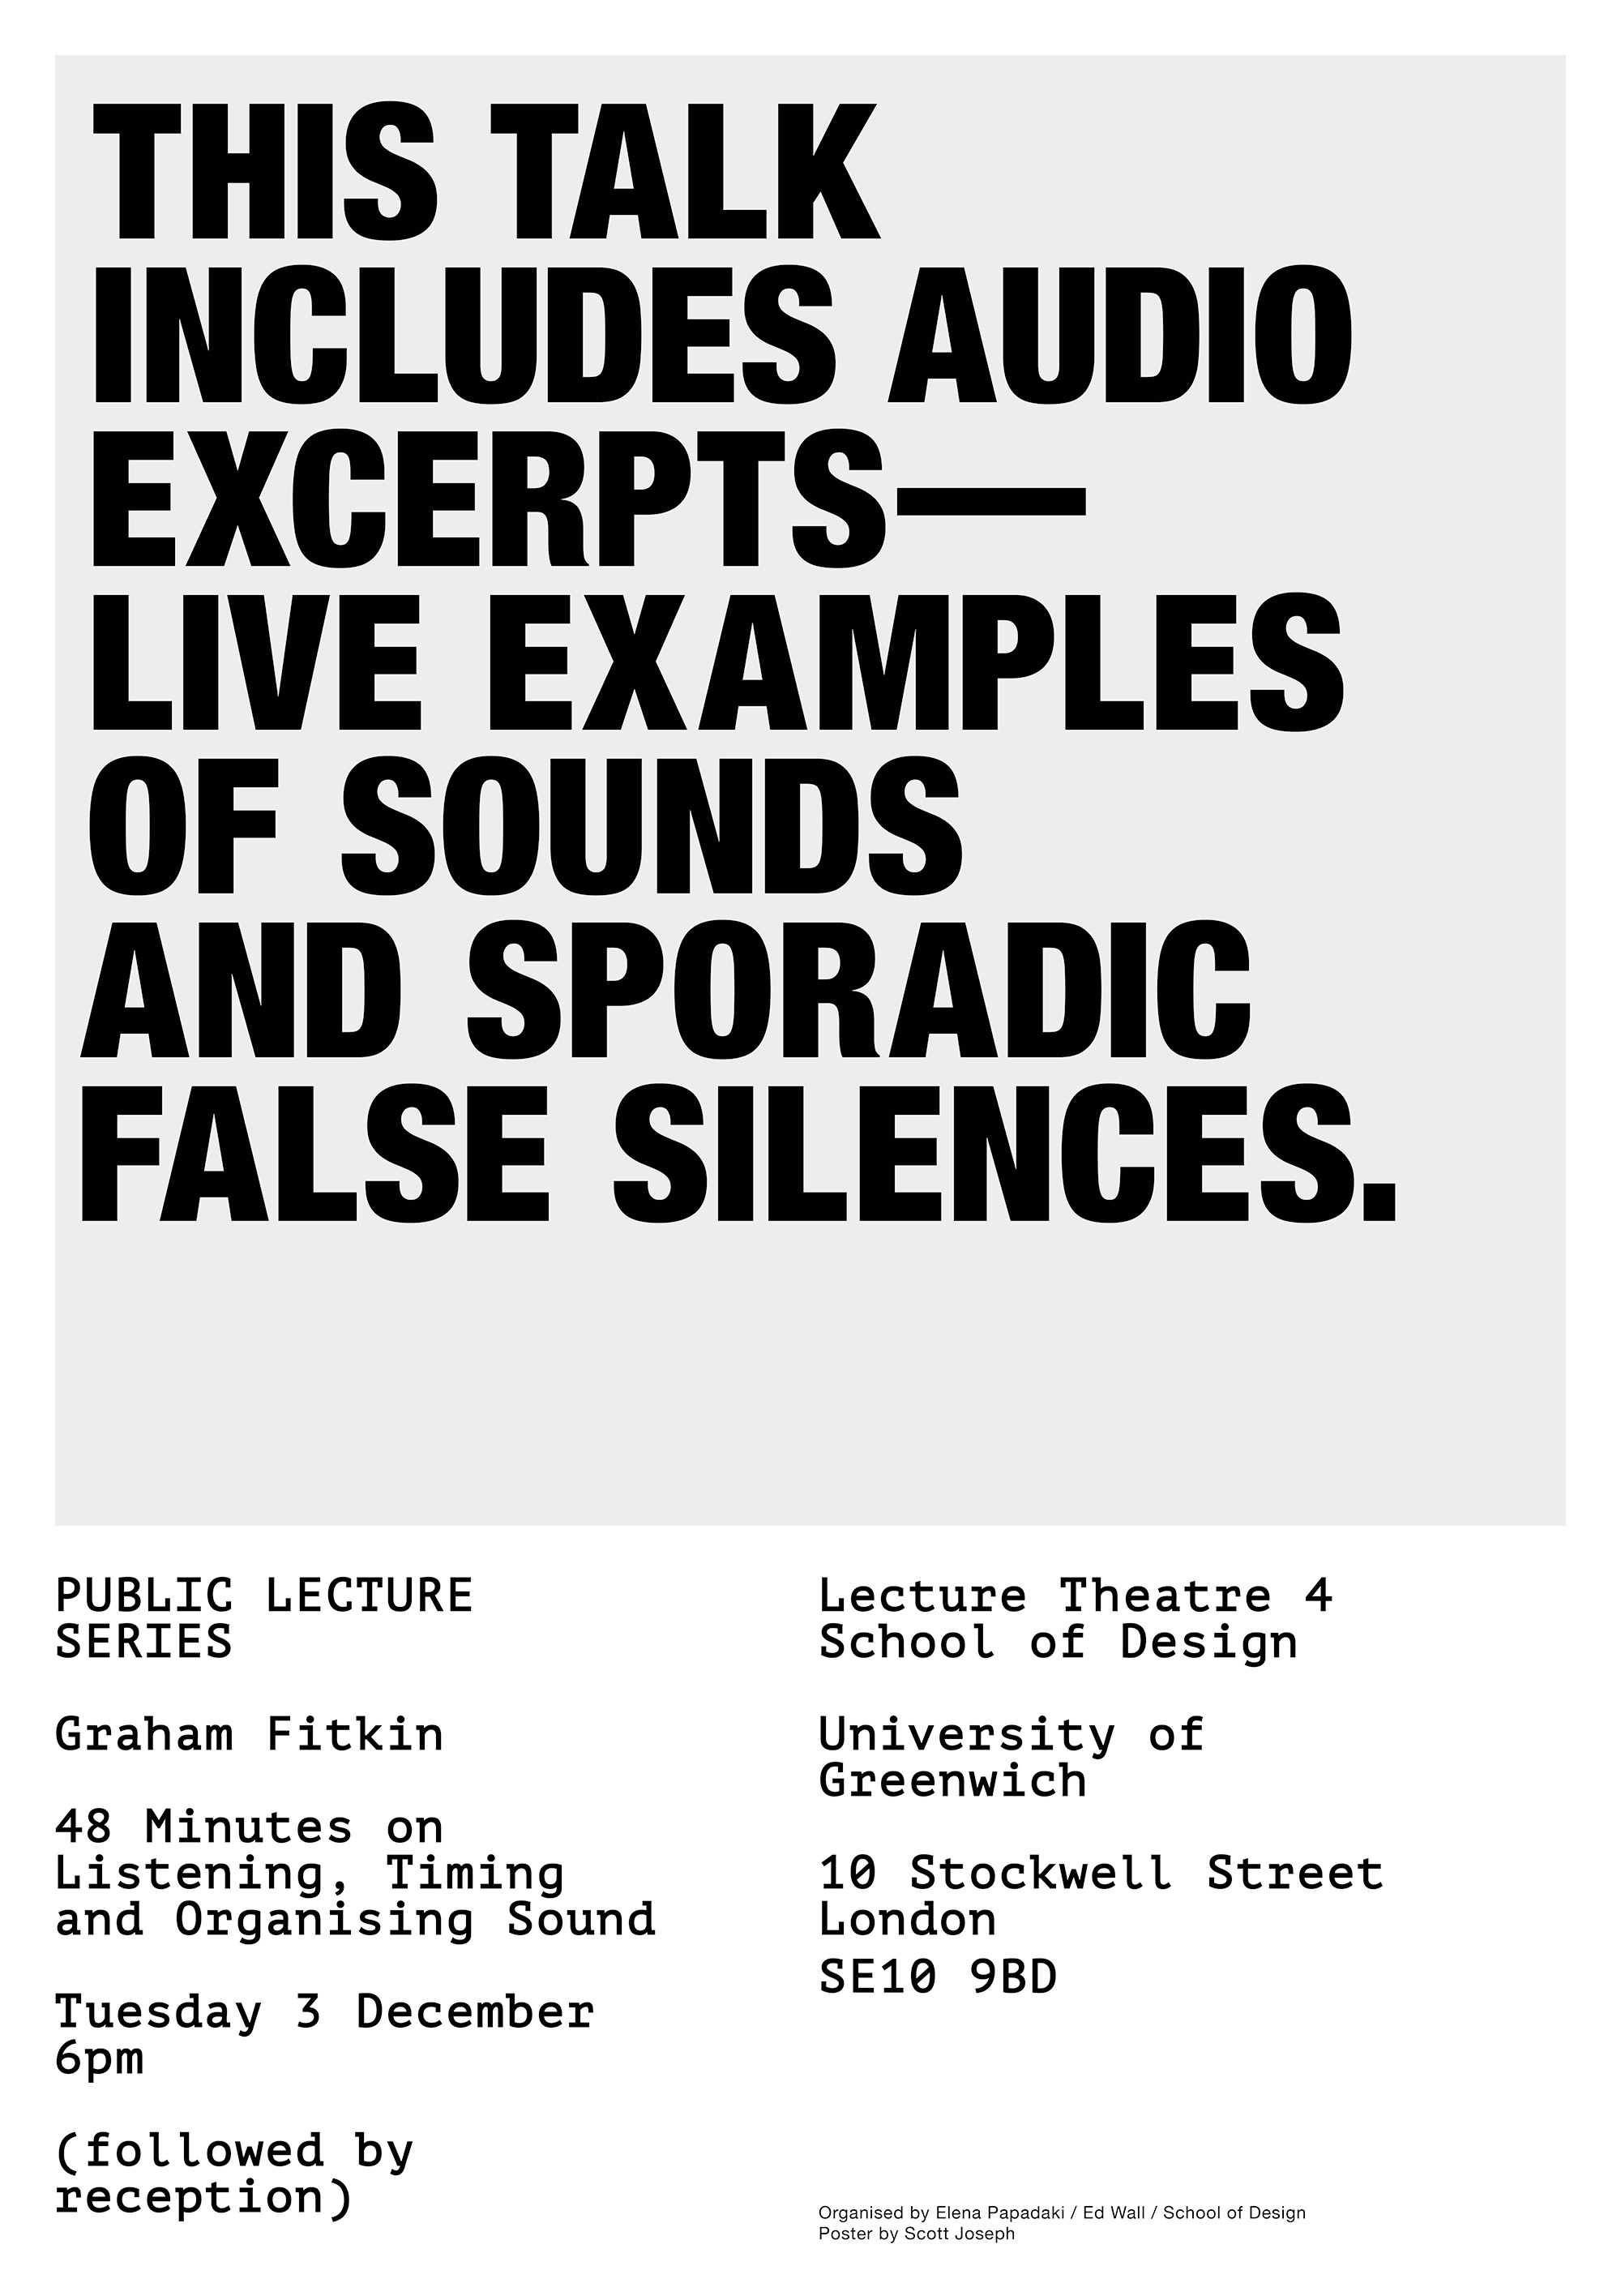 THIS TALK
INCLUDES AUDIO
EXCERPTS—
LIVE EXAMPLES
OF SOUNDS
AND SPORADIC
FALSE SILENCES.
PUBLIC LECTURE
SERIES
Graham Fitkin
48 Minutes on
Listening, Timing
and Organising Sound
Tuesday 3 December
6pm
(followed by
reception)
Lecture Theatre 4
School of Design
University of
Greenwich
10 Stockwell Street
London
SE10 9BD
Organised by Elena Papadaki / Ed Wall / School of Design
Poster by Scott Joseph